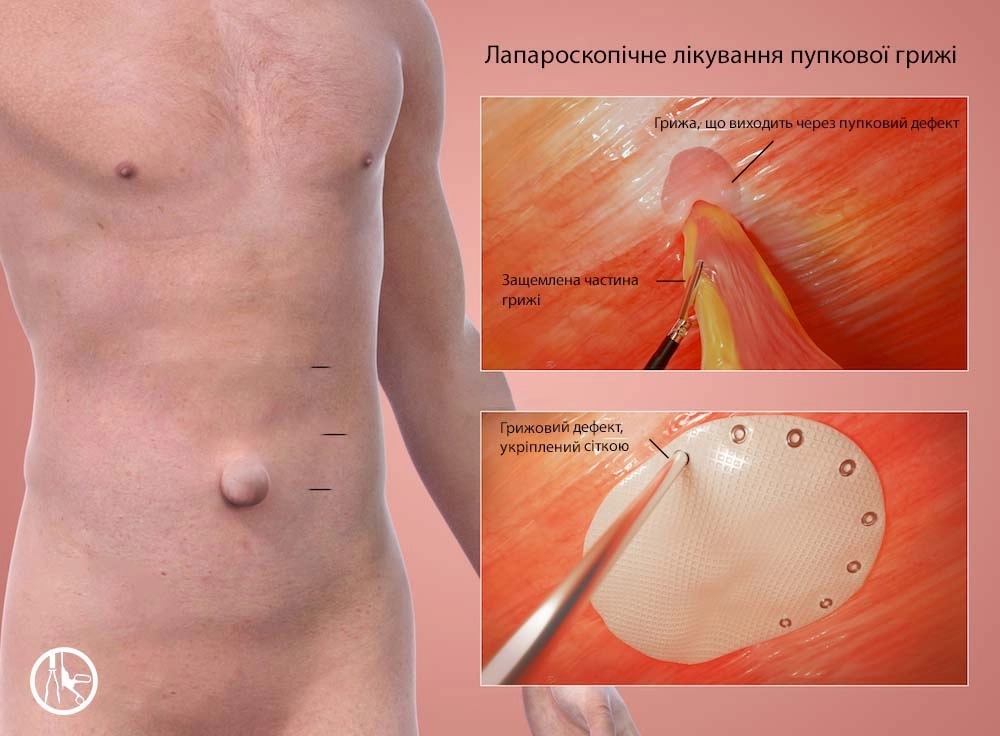 Лапароскопічне лікування пупкової грижі
Грижа, що виходить через пупковий дефект
Защемлена частина
грижі
Грижовий дефект,
укріплений сіткою